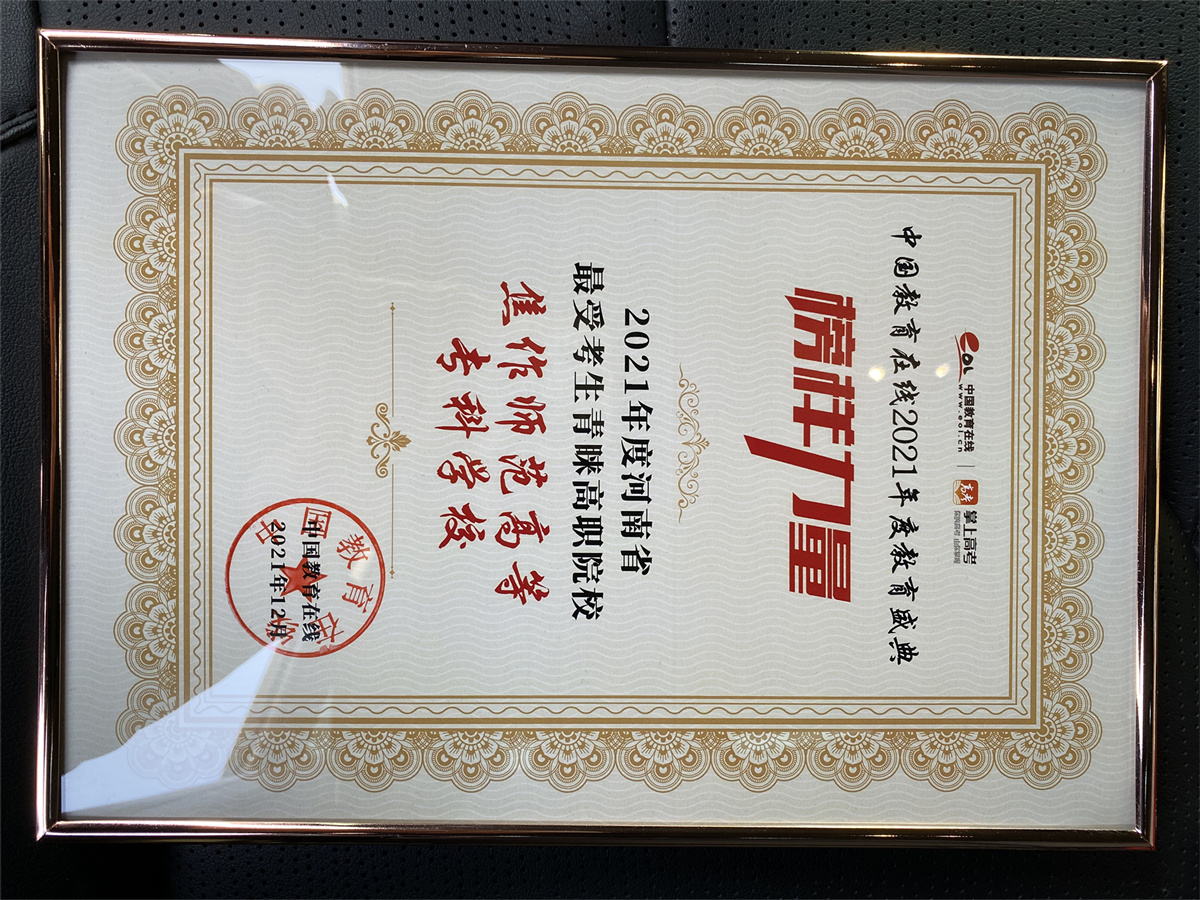 eol 中国教育在线 www.eol.cn | 高考 掌上高考
中国教育在线2021年度教育盛典
榜样力量
2021年度河南省
最受考生青睐高职院校
焦作师范高等
专科学校
中国教育在线
2021年12月